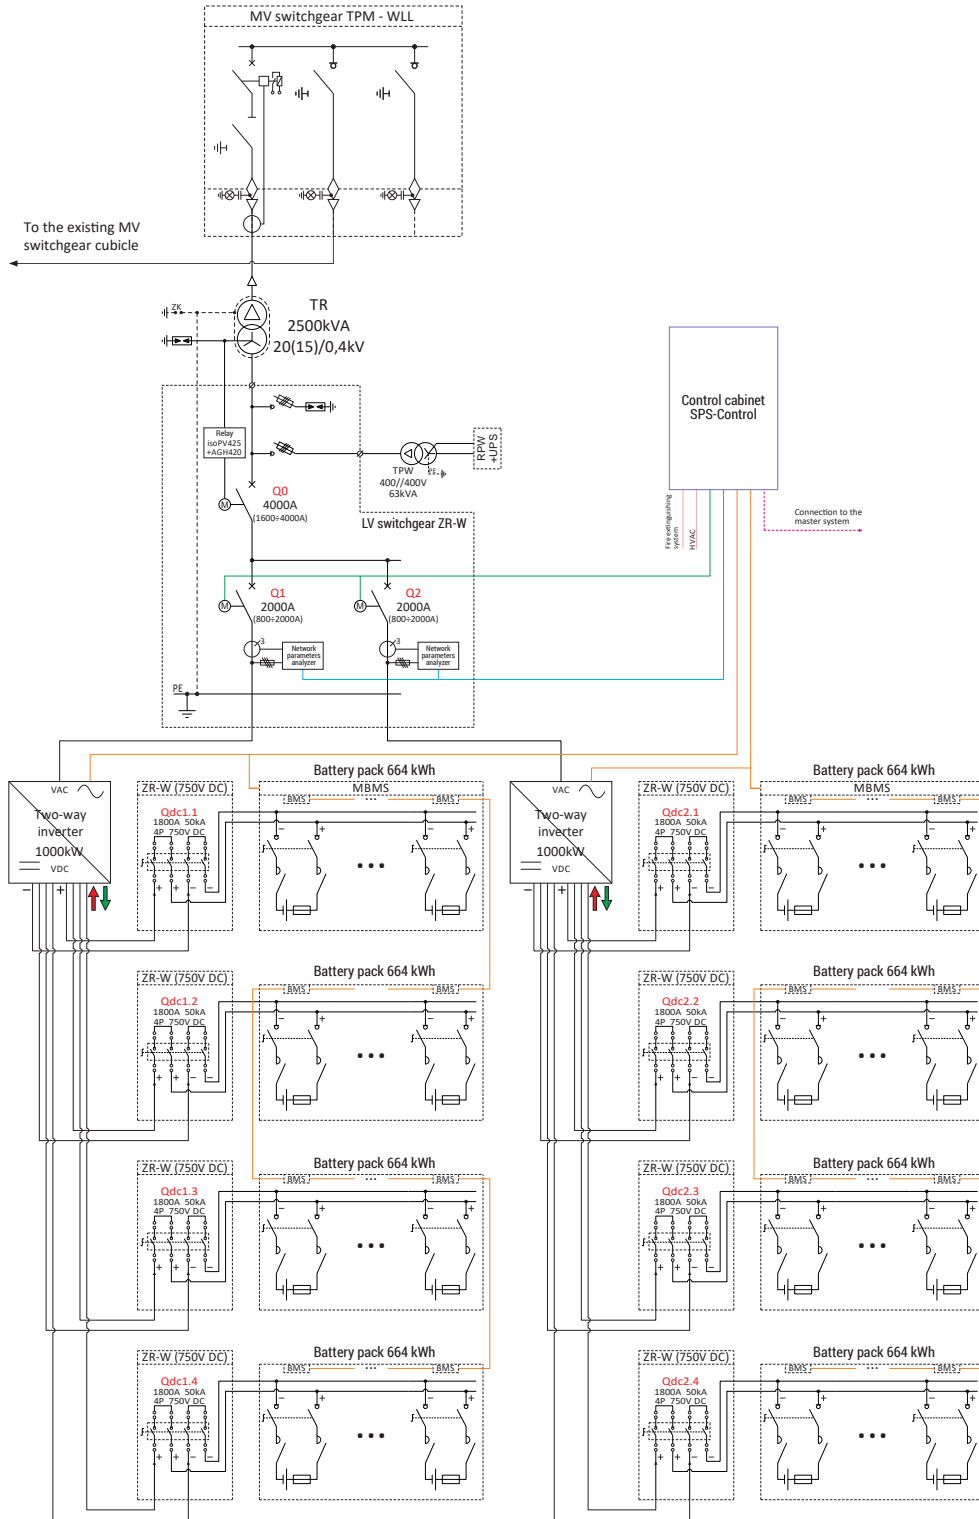 MV switchgear TPM - WLL
To the existing MV
switchgear cubicle
ZK
TR
2500kVA
20(15)/0,4kV
Control cabinet
SPS-Control
Relay
isoPV425
+AGH420
TPW
400//400V
63kVA
PE
RPW
+UPS
Q0
4000A
(1600÷4000A)
M
LV switchgear ZR-W
Fire extinguishing
system
HVAC
Connection to the
master system
Q1
2000A
(800÷2000A)
M
Q2
2000A
(800÷2000A)
M
3
Network
parameters
analyzer
3
Network
parameters
analyzer
PE
VAC
Two-way
inverter
1000kW
VDC
− +
ZR-W (750V DC)
Qdc1.1
1800A 50kA
4P 750V DC
+ + − −
Battery pack 664 kWh
MBMS
BMS ... BMS
− + − +
VAC
Two-way
inverter
1000kW
VDC
− +
ZR-W (750V DC)
Qdc2.1
1800A 50kA
4P 750V DC
+ + − −
Battery pack 664 kWh
MBMS
BMS ... BMS
− + − +
ZR-W (750V DC)
Qdc1.2
1800A 50kA
4P 750V DC
+ + − −
Battery pack 664 kWh
BMS ... BMS
− + − +
ZR-W (750V DC)
Qdc2.2
1800A 50kA
4P 750V DC
+ + − −
Battery pack 664 kWh
BMS ... BMS
− + − +
ZR-W (750V DC)
Qdc1.3
1800A 50kA
4P 750V DC
+ + − −
Battery pack 664 kWh
BMS ... BMS
− + − +
ZR-W (750V DC)
Qdc2.3
1800A 50kA
4P 750V DC
+ + − −
Battery pack 664 kWh
BMS ... BMS
− + − +
ZR-W (750V DC)
Qdc1.4
1800A 50kA
4P 750V DC
+ + − −
Battery pack 664 kWh
BMS ... BMS
− + − +
ZR-W (750V DC)
Qdc2.4
1800A 50kA
4P 750V DC
+ + − −
Battery pack 664 kWh
BMS ... BMS
− + − +